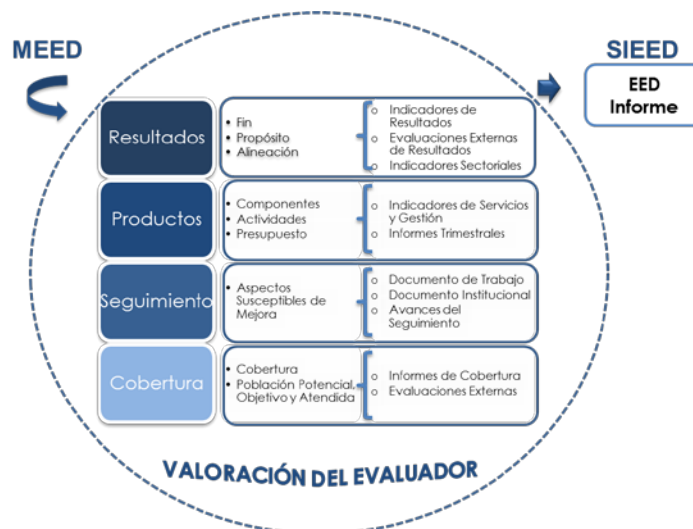 MEED
SIEED
EED
Informe
Resultados
• Fin
• Propósito
• Alineación
o Indicadores de
Resultados
o Evaluaciones Externas
de Resultados
o Indicadores Sectoriales
Productos
• Componentes
• Actividades
• Presupuesto
o Indicadores de Servicios
y Gestión
o Informes Trimestrales
Seguimiento
• Aspectos
Susceptibles de
Mejora
o Documento de Trabajo
o Documento Institucional
o Avances del
Seguimiento
Cobertura
• Cobertura
• Población Potencial,
Objetivo y Atendida
o Informes de Cobertura
o Evaluaciones Externas
VALORACIÓN DEL EVALUADOR